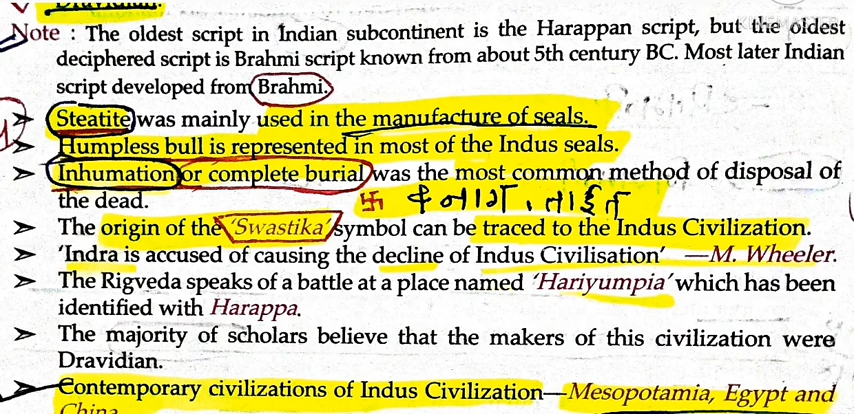 Dravidian.
Note : The oldest script in Indian subcontinent is the Harappan script, but the oldest
deciphered script is Brahmi script known from about 5th century BC. Most later Indian
script developed from Brahmi.
➤ Steatite was mainly used in the manufacture of seals.
➤ Humpless bull is represented in most of the Indus seals.
➤ Inhumation or complete burial was the most common method of disposal of
the dead.
卐
➤ The origin of the 'Swastika' symbol can be traced to the Indus Civilization.
➤ 'Indra is accused of causing the decline of Indus Civilisation' —M. Wheeler.
➤ The Rigveda speaks of a battle at a place named 'Hariyumpia' which has been
identified with Harappa.
➤ The majority of scholars believe that the makers of this civilization were
Dravidian.
➤ Contemporary civilizations of Indus Civilization—Mesopotamia, Egypt and
China.